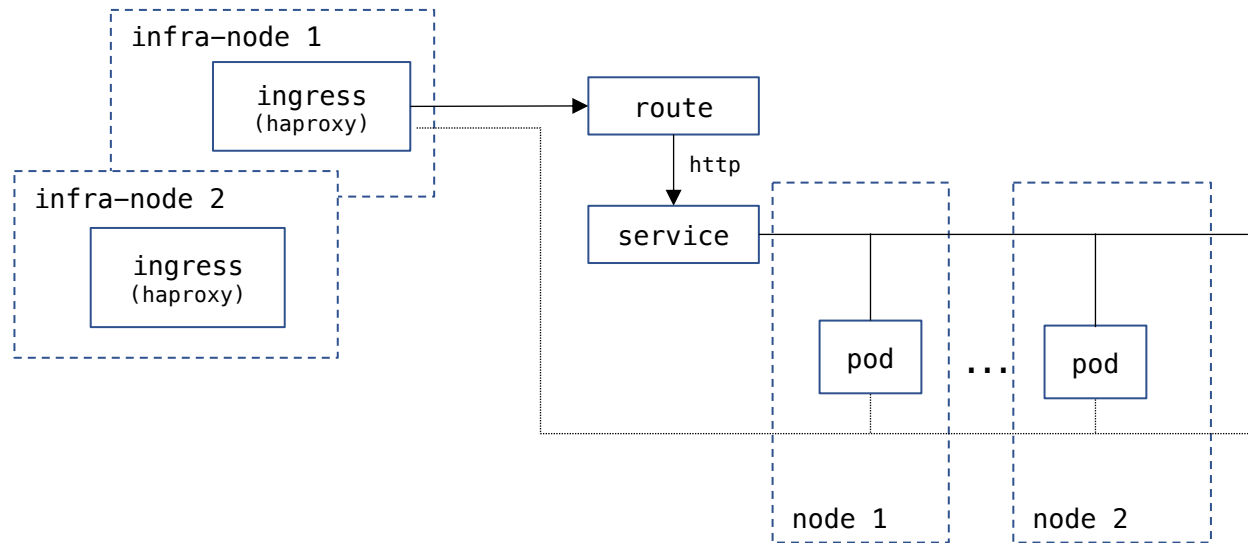 infra-node 1
ingress
(haproxy)
route
http
infra-node 2
service
ingress
(haproxy)
pod
...
pod
node 1
node 2